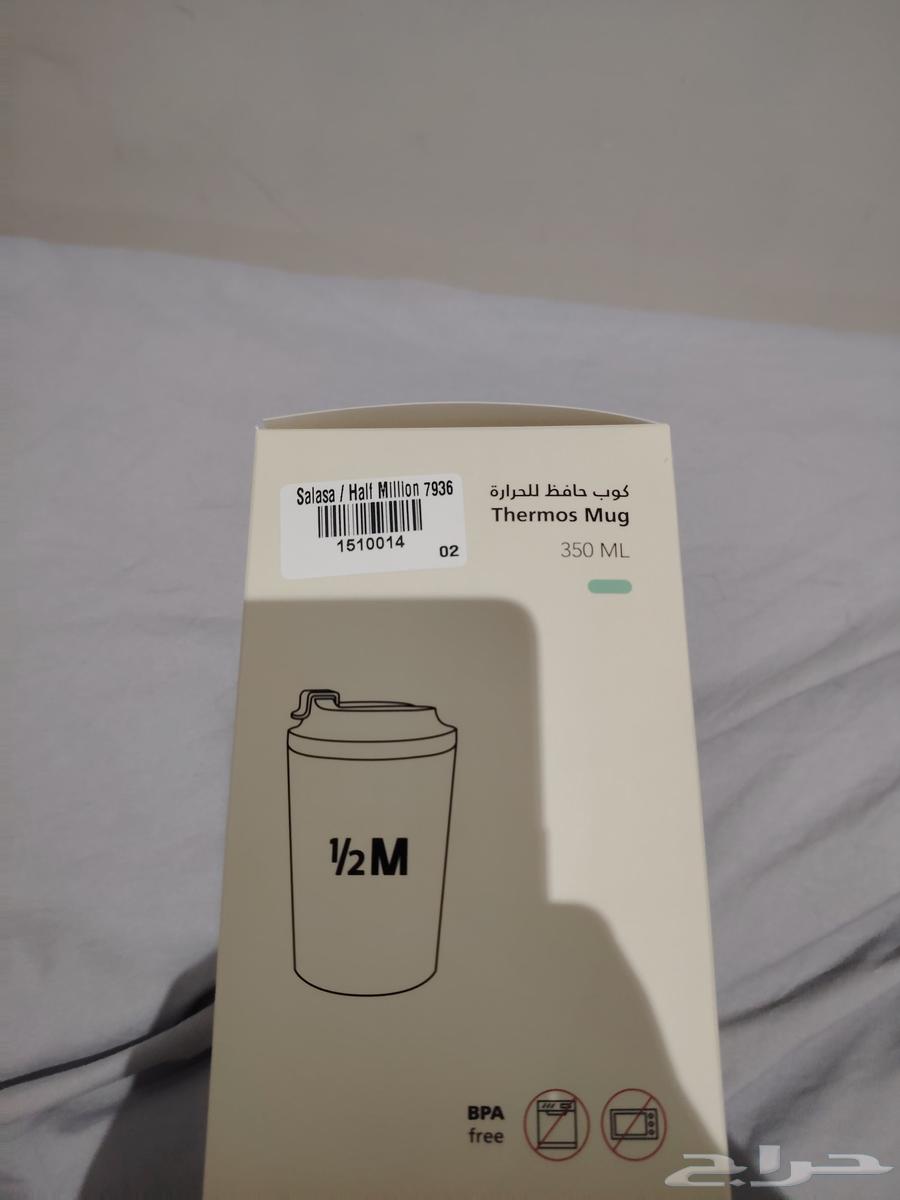 Salasa / Half Million 7936
1510014
02
كوب حافظ للحرارة
Thermos Mug
350 ML
½M
BPA
free
حراج